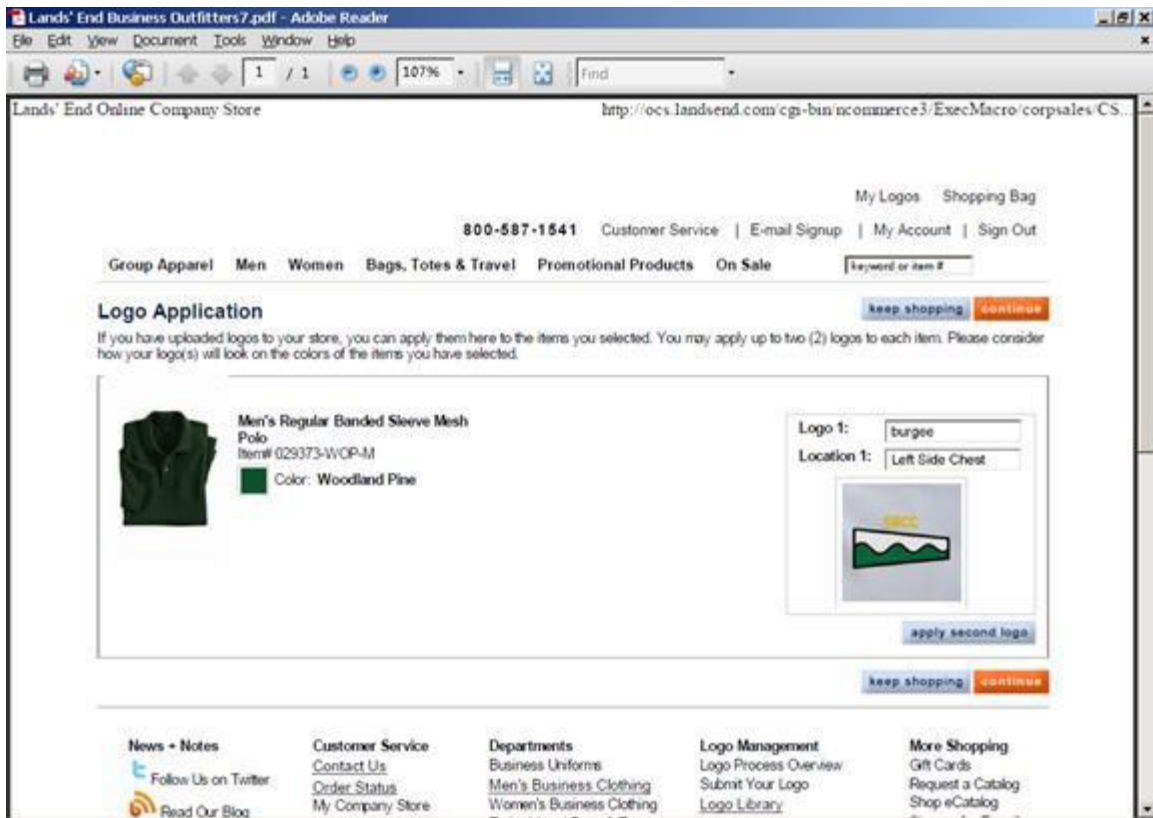 Lands' End Business Outfitters7.pdf - Adobe Reader
File Edit View Document Tools Window Help
1 / 1 107% Find
Lands' End Online Company Store http://ocs.landsend.com/cgi-bin/ncommerce3/ExecMacro/corpsales/CS...
My Logos Shopping Bag
800-587-1541 Customer Service | E-mail Signup | My Account | Sign Out
Group Apparel Men Women Bags, Totes & Travel Promotional Products On Sale keyword or item #
Logo Application keep shopping continue
If you have uploaded logos to your store, you can apply them here to the items you selected. You may apply up to two (2) logos to each item. Please consider
how your logo(s) will look on the colors of the items you have selected.
Men's Regular Banded Sleeve Mesh
Polo
Item# 029373-WOP-M
Color: Woodland Pine
Logo 1: burgee
Location 1: Left Side Chest
apply second logo
keep shopping continue
News + Notes Customer Service Departments Logo Management More Shopping
Follow Us on Twitter Contact Us Business Uniforms Logo Process Overview Gift Cards
Order Status Men's Business Clothing Submit Your Logo Request a Catalog
Read Our Blog My Company Store Women's Business Clothing Logo Library Shop eCatalog